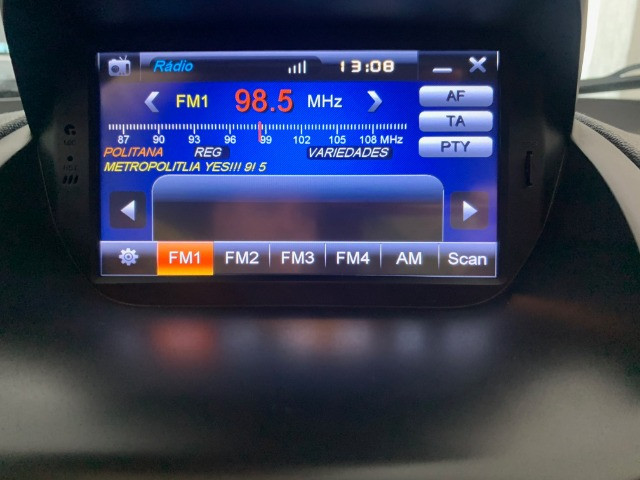 Rádio 13:08
FM1 98.5 MHz AF
87 90 93 96 99 102 105 108 MHz TA
POLITANA REG VARIEDADES PTY
METROPOLITLIA YES!!! 9! 5
FM1 FM2 FM3 FM4 AM Scan